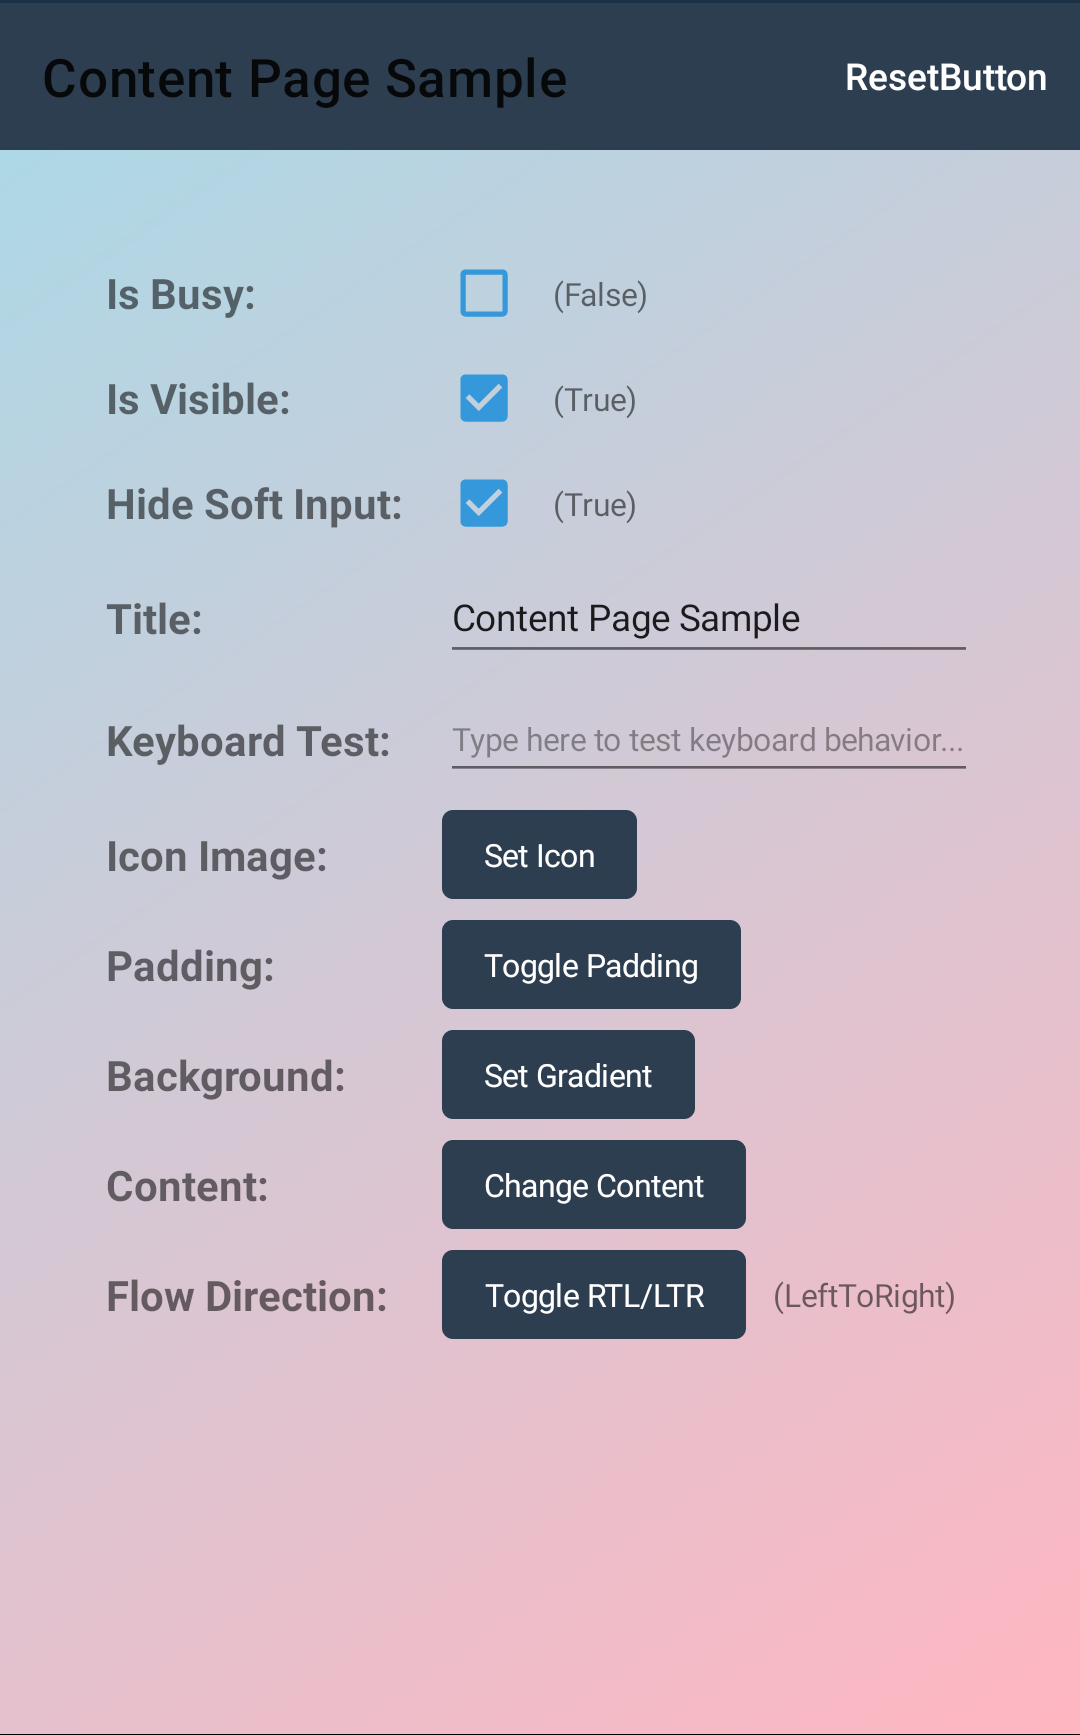 Content Page Sample ResetButton
Is Busy: (False)
Is Visible: (True)
Hide Soft Input: (True)
Title: Content Page Sample
Keyboard Test: Type here to test keyboard behavior...
Icon Image: Set Icon
Padding: Toggle Padding
Background: Set Gradient
Content: Change Content
Flow Direction: Toggle RTL/LTR (LeftToRight)